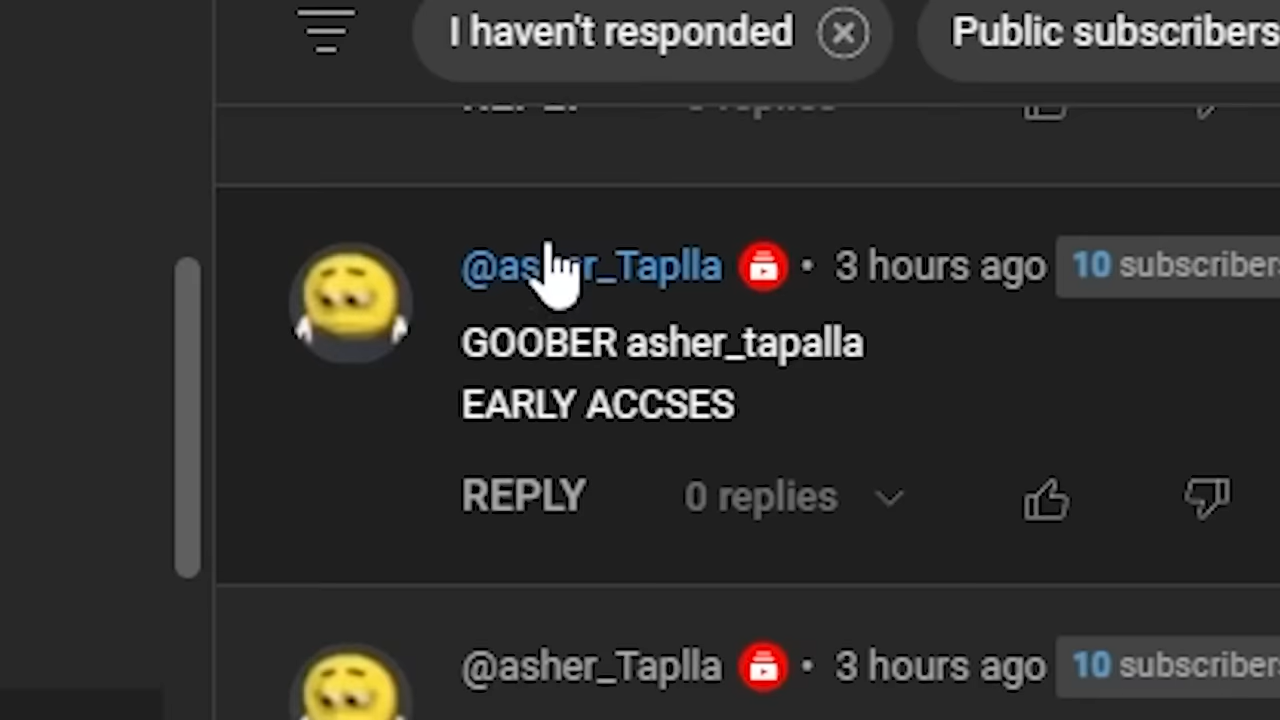 I haven't responded
Public subscribers
@asher_Taplla • 3 hours ago 10 subscriber
GOOBER asher_tapalla
EARLY ACCSES
REPLY 0 replies
@asher_Taplla • 3 hours ago 10 subscriber